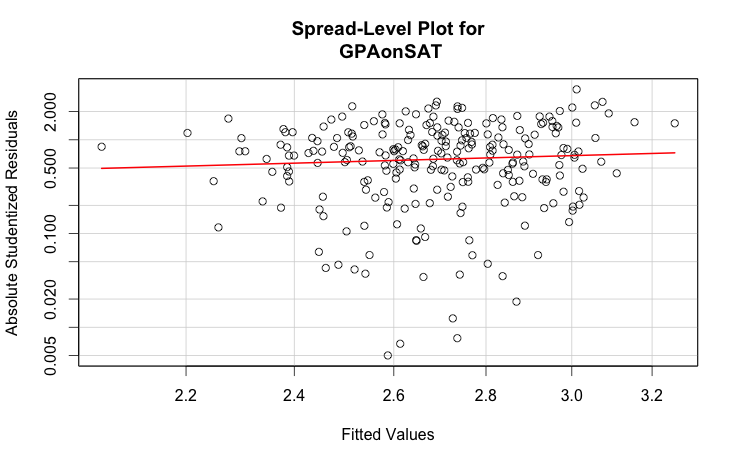 Spread-Level Plot for
GPAonSAT
Absolute Studentized Residuals
2.000
0.500
0.100
0.020
0.005
2.2 2.4 2.6 2.8 3.0 3.2
Fitted Values